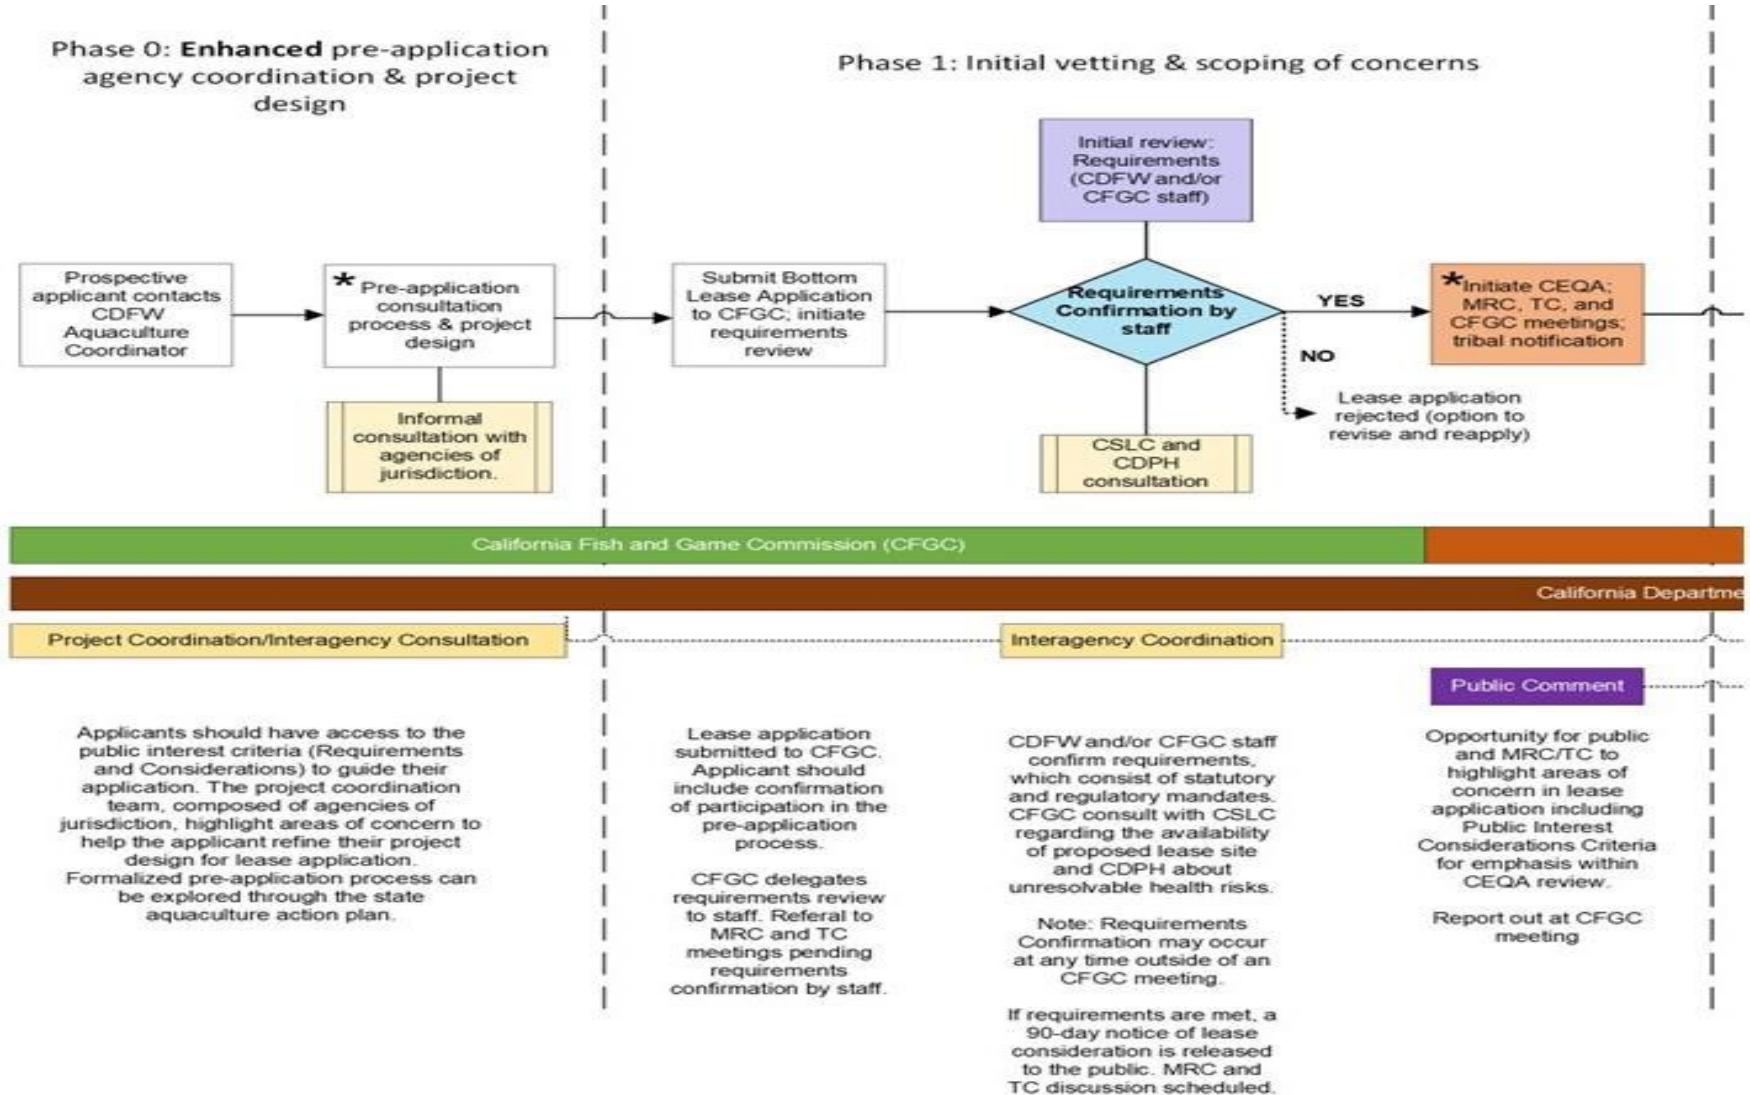 Phase 0: Enhanced pre-application
agency coordination & project
design
Phase 1: Initial vetting & scoping of concerns
Prospective
applicant contacts
CDFW
Aquaculture
Coordinator
*Pre-application
consultation
process & project
design
Informal
consultation with
agencies of
jurisdiction.
Submit Bottom
Lease Application
to CFGC; initiate
requirements
review
Initial review:
Requirements
(CDFW and/or
CFGC staff)
Requirements
Confirmation by
staff
CSLC and
CDPH
consultation
YES
NO
Lease application
rejected (option to
revise and reapply)
*Initiate CEQA;
MRC, TC, and
CFGC meetings;
tribal notification
California Fish and Game Commission (CFGC)
California Departme
Project Coordination/Interagency Consultation
Interagency Coordination
Public Comment
Applicants should have access to the
public interest criteria (Requirements
and Considerations) to guide their
application. The project coordination
team, composed of agencies of
jurisdiction, highlight areas of concern to
help the applicant refine their project
design for lease application.
Formalized pre-application process can
be explored through the state
aquaculture action plan.
Lease application
submitted to CFGC.
Applicant should
include confirmation
of participation in the
pre-application
process.
CFGC delegates
requirements review
to staff. Referal to
MRC and TC
meetings pending
requirements
confirmation by staff.
CDFW and/or CFGC staff
confirm requirements,
which consist of statutory
and regulatory mandates.
CFGC consult with CSLC
regarding the availability
of proposed lease site
and CDPH about
unresolvable health risks.
Note: Requirements
Confirmation may occur
at any time outside of an
CFGC meeting.
If requirements are met, a
90-day notice of lease
consideration is released
to the public. MRC and
TC discussion scheduled.
Opportunity for public
and MRC/TC to
highlight areas of
concern in lease
application including
Public Interest
Considerations Criteria
for emphasis within
CEQA review.
Report out at CFGC
meeting